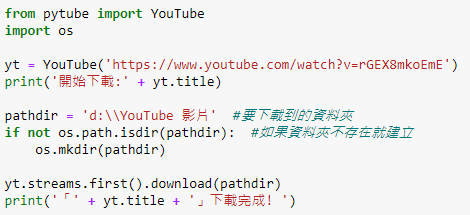 from pytube import YouTube
import os
yt = YouTube('https://www.youtube.com/watch?v=rGEX8mkoEmE')
print('開始下載:' + yt.title)
pathdir = 'd:\\YouTube 影片'  #要下載到的資料夾
if not os.path.isdir(pathdir):  #如果資料夾不存在就建立
    os.mkdir(pathdir)
yt.streams.first().download(pathdir)
print('「' + yt.title + '」下載完成! ')